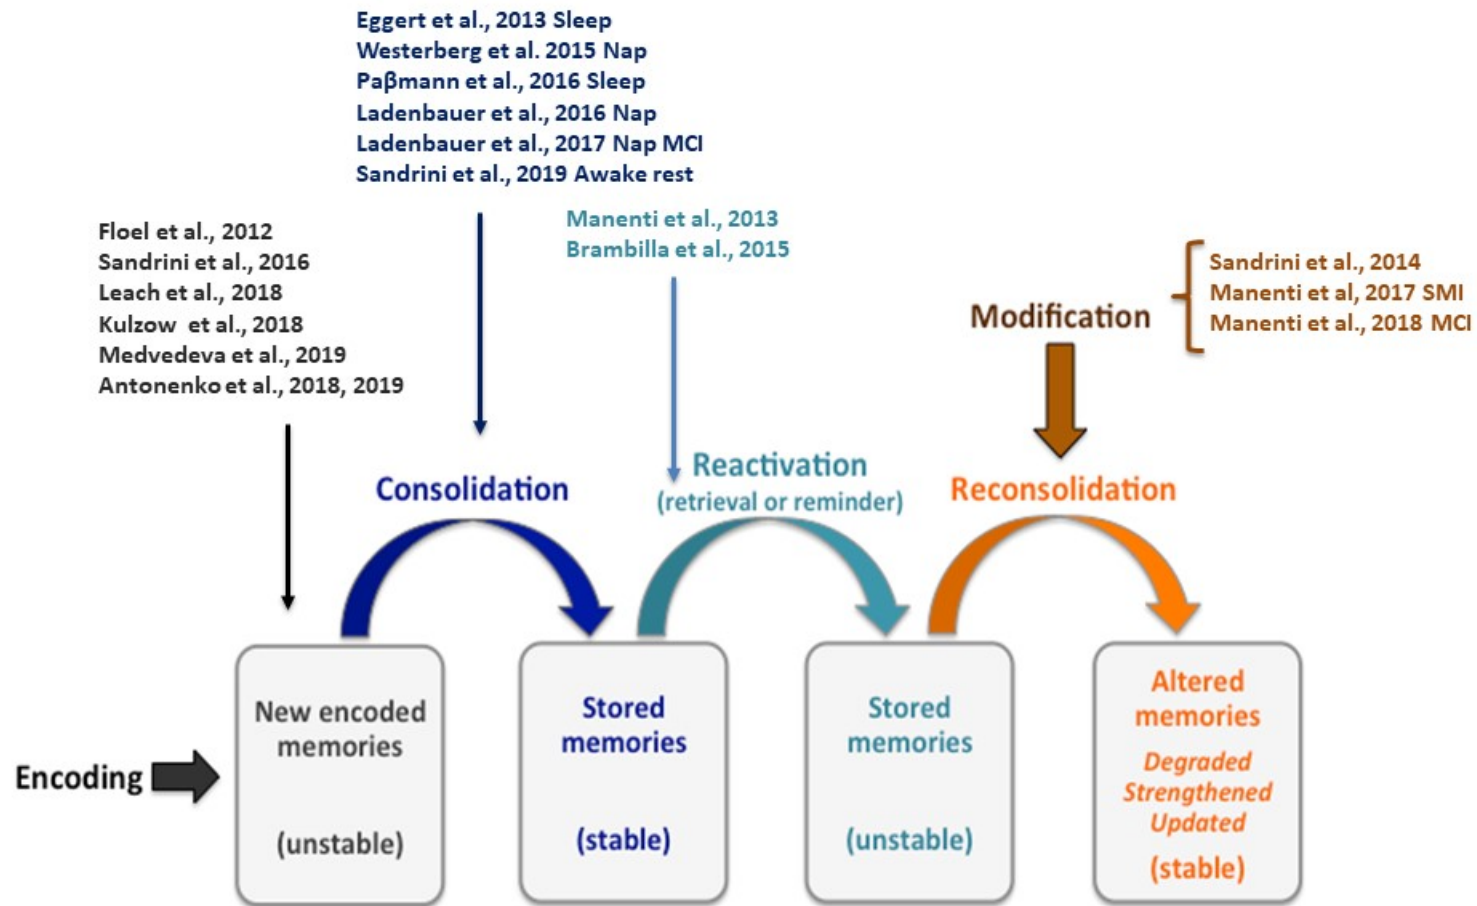 Eggert et al., 2013 Sleep
Westerberg et al. 2015 Nap
Paβmann et al., 2016 Sleep
Ladenbauer et al., 2016 Nap
Ladenbauer et al., 2017 Nap MCI
Sandrini et al., 2019 Awake rest
Floel et al., 2012
Sandrini et al., 2016
Leach et al., 2018
Kulzow et al., 2018
Medvedeva et al., 2019
Antonenko et al., 2018, 2019
Manenti et al., 2013
Brambilla et al., 2015
Modification
Sandrini et al., 2014
Manenti et al, 2017 SMI
Manenti et al., 2018 MCI
Consolidation
Reactivation
(retrieval or reminder)
Reconsolidation
Encoding
New encoded
memories
(unstable)
Stored
memories
(stable)
Stored
memories
(unstable)
Altered
memories
Degraded
Strengthened
Updated
(stable)